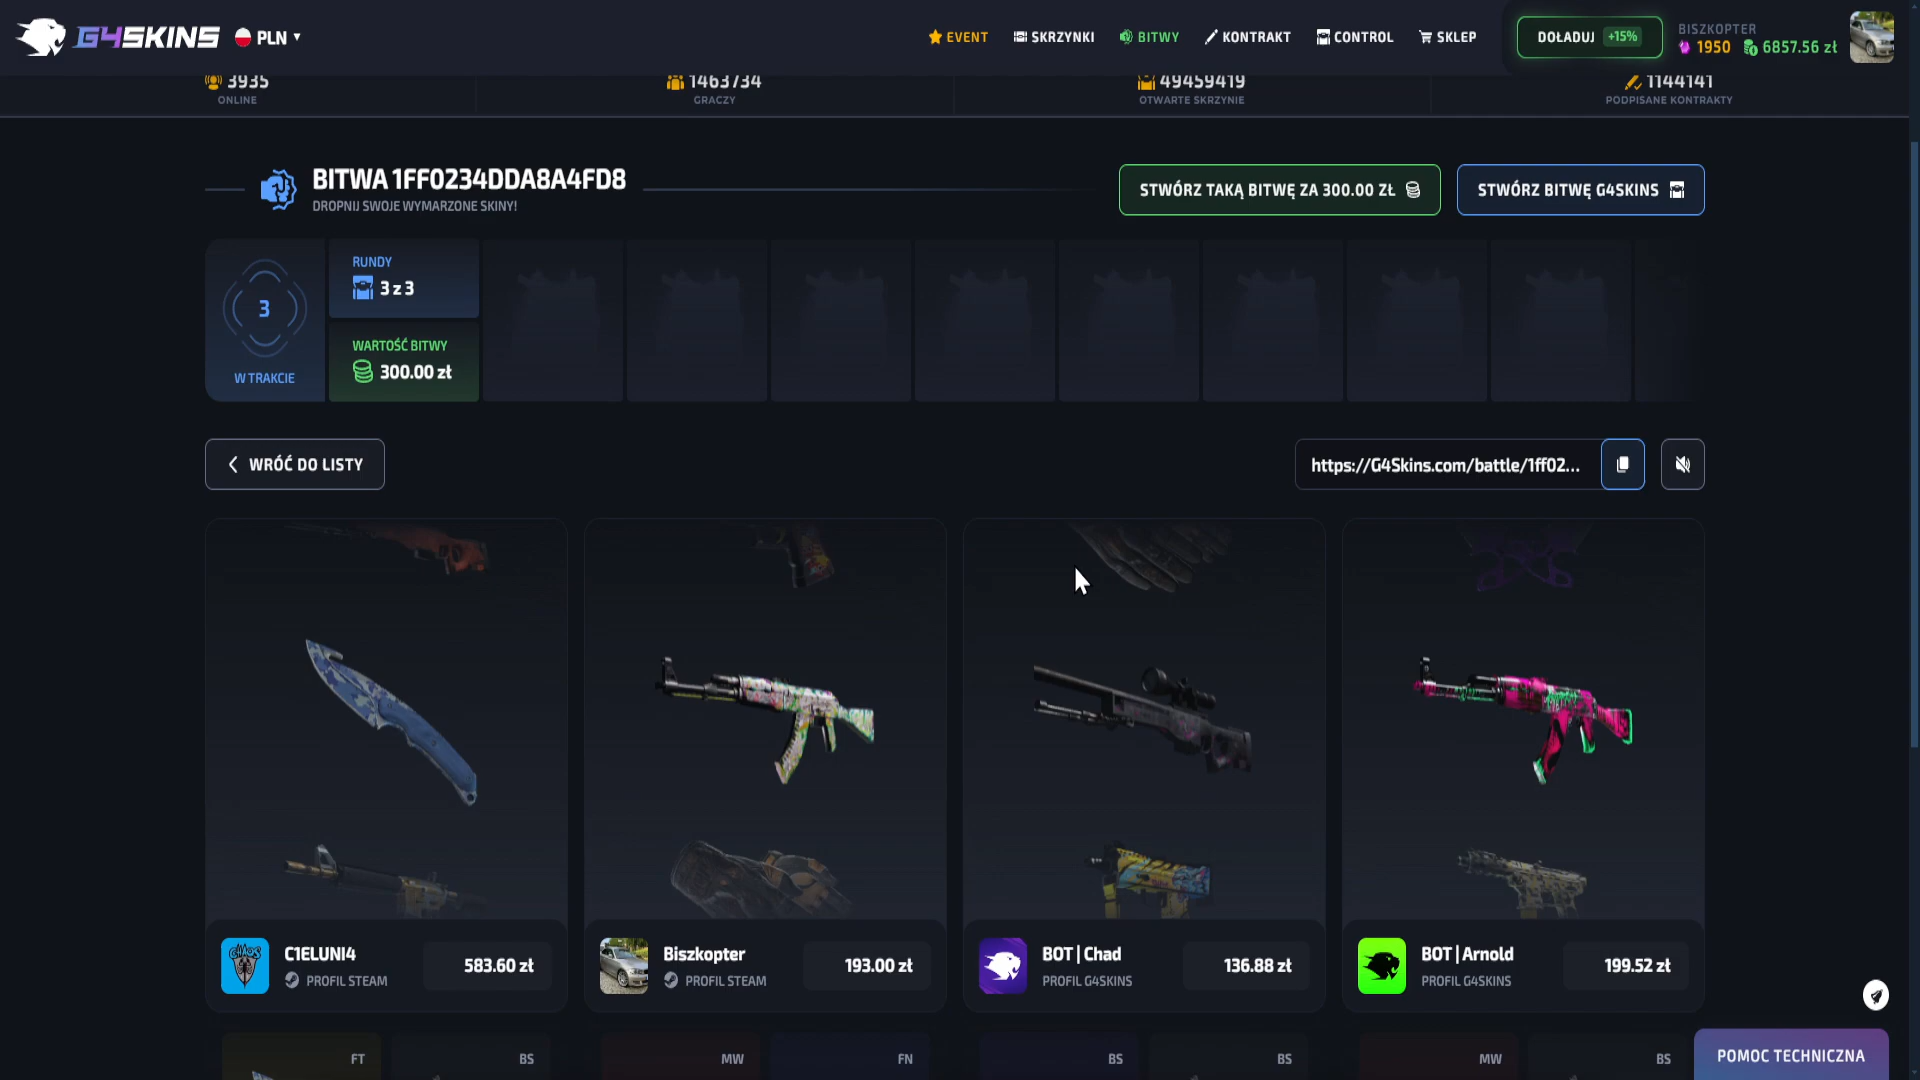 G4SKINS
PLN
EVENT
SKRZYNKI
BITWY
KONTRAKT
CONTROL
SKLEP
DOŁADUJ +15%
BISZKOPTER
1950 6857.56 zł
3935
ONLINE
1463734
GRACZY
49459419
OTWARTE SKRZYNIE
1144141
PODPISANE KONTRAKTY
BITWA 1FF0234DDA8A4FD8
DROPNIJ SWOJE WYMARZONE SKINY!
STWÓRZ TAKĄ BITWĘ ZA 300.00 ZŁ
STWÓRZ BITWĘ G4SKINS
3
W TRAKCIE
RUNDY
3 z 3
WARTOŚĆ BITWY
300.00 zł
WRÓĆ DO LISTY
https://G4Skins.com/battle/1ff02...
C1ELUNI4
PROFIL STEAM
583.60 zł
Biszkopter
PROFIL STEAM
193.00 zł
BOT | Chad
PROFIL G4SKINS
136.88 zł
BOT | Arnold
PROFIL G4SKINS
199.52 zł
FT
BS
MW
FN
BS
BS
MW
BS
POMOC TECHNICZNA